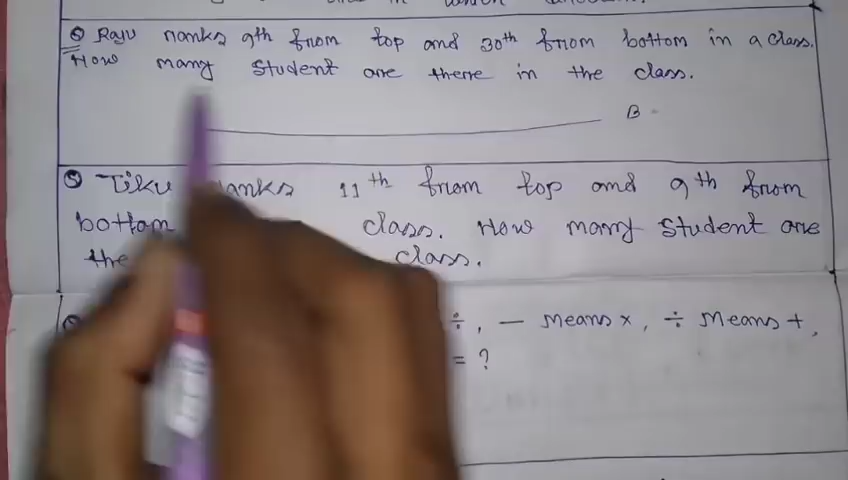 Q Raju ranks 9th from top and 30th from bottom in a class.
How many student are there in the class.
B
Tiku ranks 11th from top and 9th from
bottom class. How many student are
the class.
÷, — means x, ÷ means +,
= ?